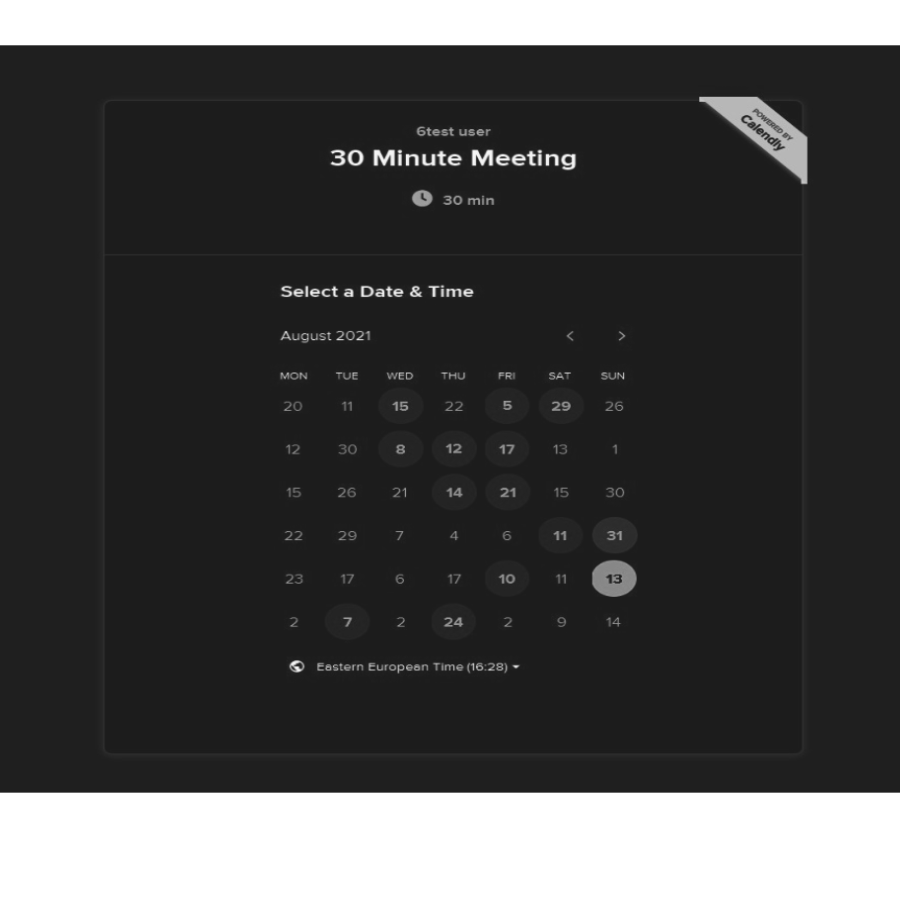 POWERED BY
Calendly
6test user
30 Minute Meeting
30 min
Select a Date & Time
August 2021
MON TUE WED THU FRI SAT SUN
20 11 15 22 5 29 26
12 30 8 12 17 13 1
15 26 21 14 21 15 30
22 29 7 4 6 11 31
23 17 6 17 10 11 13
2 7 2 24 2 9 14
Eastern European Time (16:28)